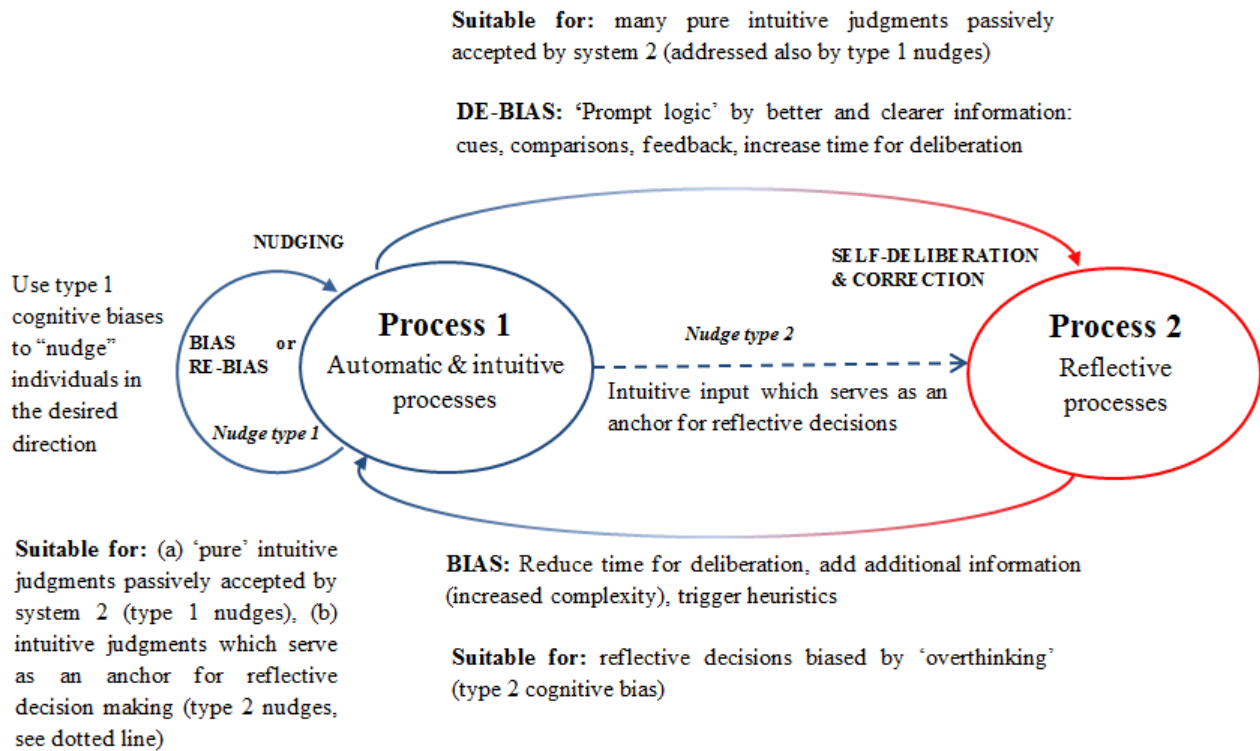 Suitable for: many pure intuitive judgments passively
accepted by system 2 (addressed also by type 1 nudges)
DE-BIAS: ‘Prompt logic’ by better and clearer information:
cues, comparisons, feedback, increase time for deliberation
NUDGING
SELF-DELIBERATION
& CORRECTION
Use type 1
cognitive biases
to “nudge”
individuals in
the desired
direction
BIAS or
RE-BIAS
Nudge type 1
Process 1
Automatic & intuitive
processes
Nudge type 2
Intuitive input which serves as an
anchor for reflective decisions
Process 2
Reflective
processes
Suitable for: (a) ‘pure’ intuitive
judgments passively accepted by
system 2 (type 1 nudges), (b)
intuitive judgments which serve
as an anchor for reflective
decision making (type 2 nudges,
see dotted line)
BIAS: Reduce time for deliberation, add additional information
(increased complexity), trigger heuristics
Suitable for: reflective decisions biased by ‘overthinking’
(type 2 cognitive bias)